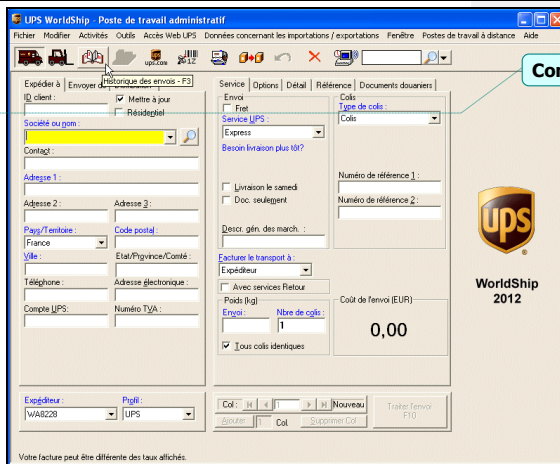 UPS WorldShip - Poste de travail administratif
Fichier Modifier Activités Outils Accès Web UPS Données concernant les importations / exportations Fenêtre Postes de travail à distance Aide
ups.com
Historique des envois - F3
Expédier à Envoyer de
Service Options Détail Référence Documents douaniers
ID client :
Mettre à jour
Résidentiel
Société ou nom :
Contact :
Adresse 1 :
Adresse 2 : Adresse 3 :
Pays/Territoire : Code postal :
France
Ville : Etat/Province/Comté :
Téléphone : Adresse électronique :
Compte UPS: Numéro TVA :
Expéditeur : Profil :
WA8228 UPS
Envoi
Fret
Service UPS :
Express
Besoin livraison plus tôt?
Livraison le samedi
Doc. seulement
Descr. gén. des march. :
Facturer le transport à :
Expéditeur
Avec services Retour
Poids (kg)
Envoi : Nbre de colis :
1
Tous colis identiques
Colis
Type de colis :
Colis
Numéro de référence 1 :
Numéro de référence 2 :
Coût de l'envoi (EUR)
0,00
Col : 1 Nouveau
Ajouter 1 Col Supprimer Col
Traiter l'envoi
F10
Con
ups
WorldShip
2012
Votre facture peut être différente des taux affichés.